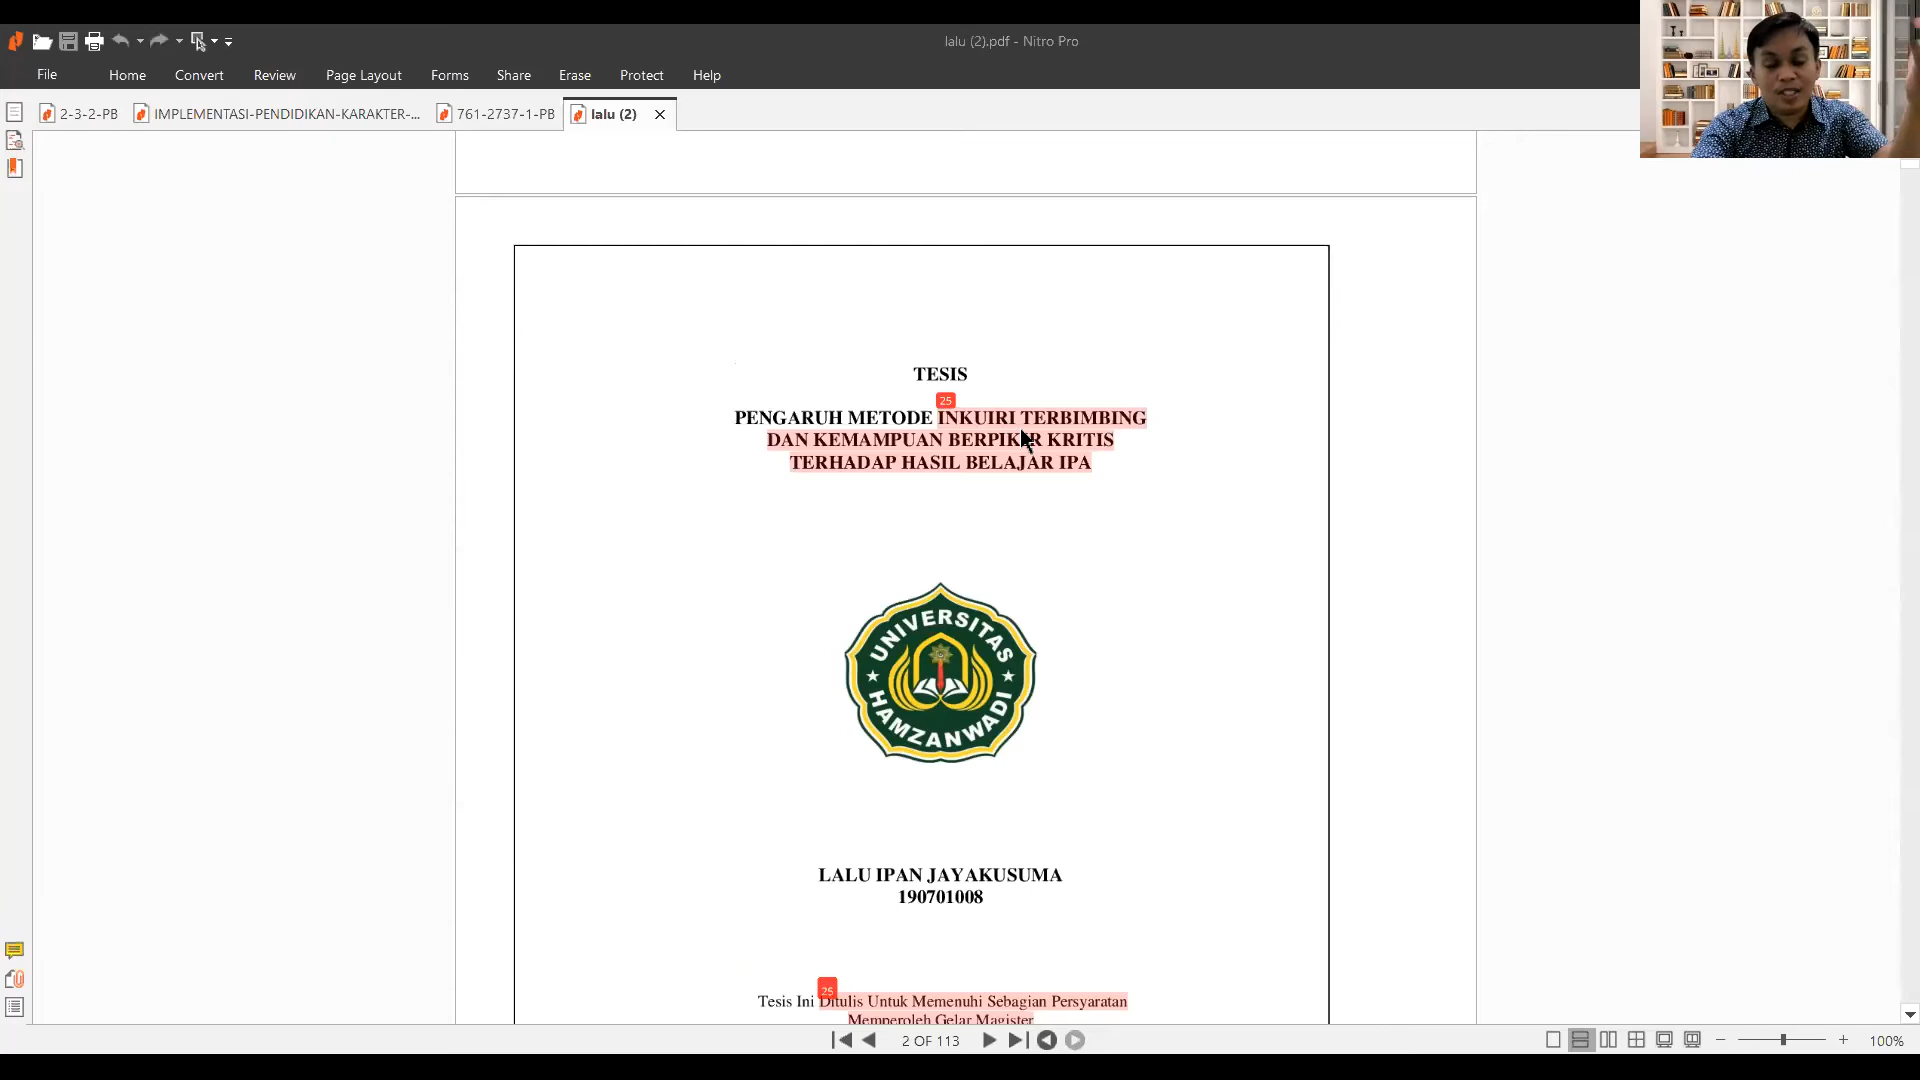 lalu (2).pdf - Nitro Pro
File Home Convert Review Page Layout Forms Share Erase Protect Help
2-3-2-PB IMPLEMENTASI-PENDIDIKAN-KARAKTER-... 761-2737-1-PB lalu (2)
TESIS
25
PENGARUH METODE INKUIRI TERBIMBING
DAN KEMAMPUAN BERPIKIR KRITIS
TERHADAP HASIL BELAJAR IPA
UNIVERSITAS
HAMZANWADI
LALU IPAN JAYAKUSUMA
190701008
25
Tesis Ini Ditulis Untuk Memenuhi Sebagian Persyaratan
Memperoleh Gelar Magister
2 OF 113
100%